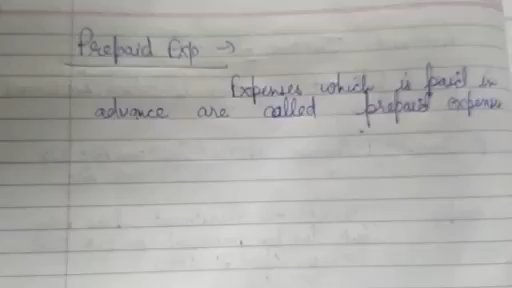 Prepaid Exp →
Expenses which is paid in
advance are called prepaid expenses